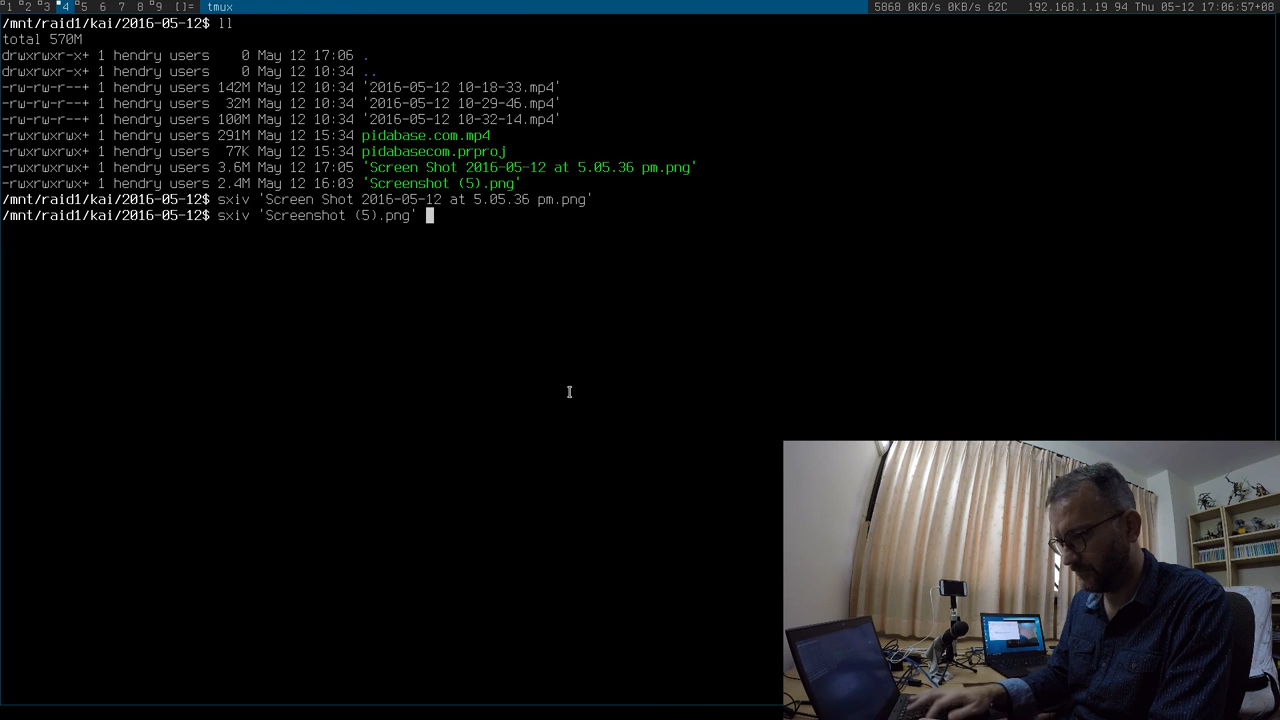 1 2 3 4 5 6 7 8 9 []= tmux 5868 0KB/s 0KB/s 62C 192.168.1.19 94 Thu 05-12 17:06:57+08
/mnt/raid1/kai/2016-05-12$ ll
total 570M
drwxrwxr-x+ 1 hendry users 0 May 12 17:06 .
drwxrwxr-x+ 1 hendry users 0 May 12 10:34 ..
-rw-rw-r--+ 1 hendry users 142M May 12 10:34 '2016-05-12 10-18-33.mp4'
-rw-rw-r--+ 1 hendry users 32M May 12 10:34 '2016-05-12 10-29-46.mp4'
-rw-rw-r--+ 1 hendry users 100M May 12 10:34 '2016-05-12 10-32-14.mp4'
-rwxrwxrwx+ 1 hendry users 291M May 12 15:34 pidabase.com.mp4
-rwxrwxrwx+ 1 hendry users 77K May 12 15:34 pidabasecom.prproj
-rwxrwxrwx+ 1 hendry users 3.6M May 12 17:05 'Screen Shot 2016-05-12 at 5.05.36 pm.png'
-rwxrwxrwx+ 1 hendry users 2.4M May 12 16:03 'Screenshot (5).png'
/mnt/raid1/kai/2016-05-12$ sxiv 'Screen Shot 2016-05-12 at 5.05.36 pm.png'
/mnt/raid1/kai/2016-05-12$ sxiv 'Screenshot (5).png'